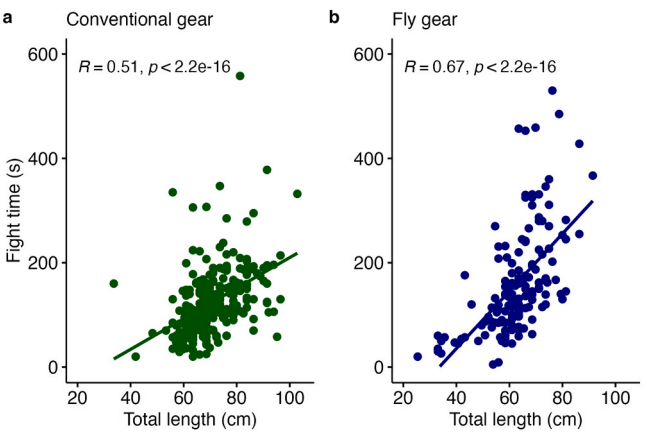 a Conventional gear
R = 0.51, p < 2.2e-16
600
400
200
0
Fight time (s)
20 40 60 80 100
Total length (cm)
b Fly gear
R = 0.67, p < 2.2e-16
600
400
200
0
20 40 60 80 100
Total length (cm)